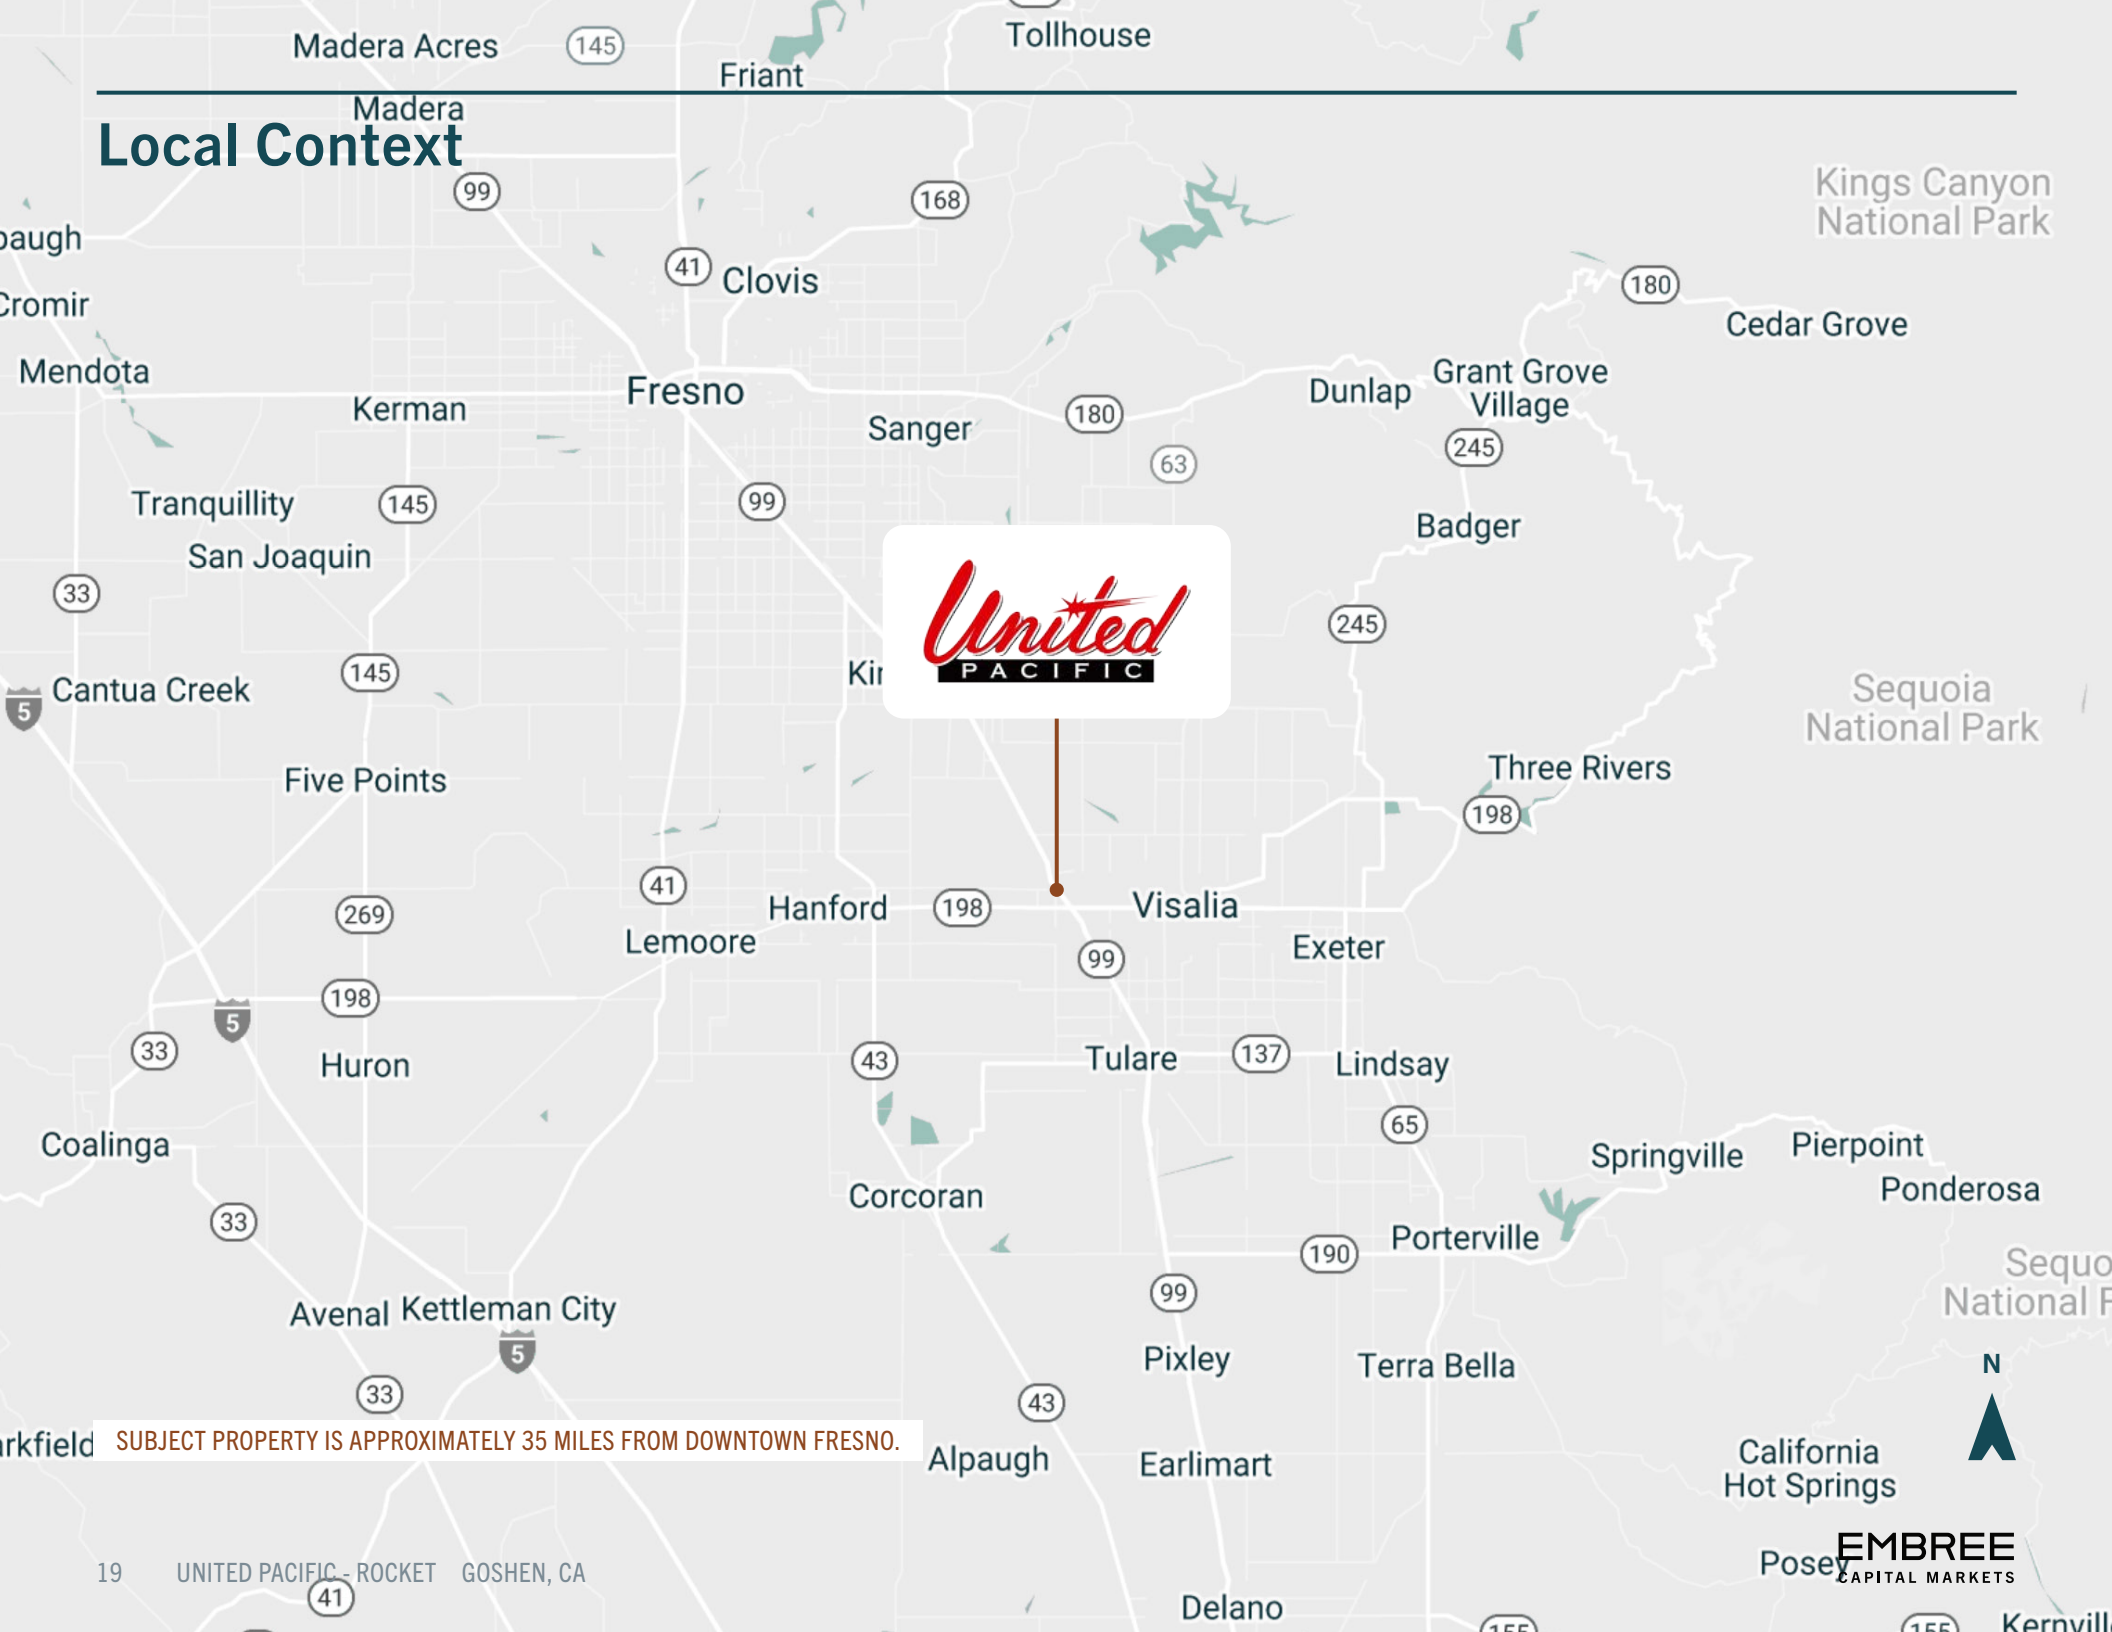 Madera Acres
145
Tollhouse
Friant
Madera
Local Context
99
168
Kings Canyon
National Park
41
Clovis
180
Cedar Grove
Mendota
Kerman
Fresno
Sanger
180
Dunlap
Grant Grove
Village
245
63
Tranquillity
145
99
Badger
San Joaquin
33
United
PACIFIC
245
145
Cantua Creek
5
Sequoia
National Park
Five Points
Three Rivers
198
41
269
Hanford
198
Visalia
Lemoore
Exeter
99
198
5
33
Huron
43
Tulare
137
Lindsay
65
Coalinga
Springville
Pierpoint
Ponderosa
Corcoran
33
Porterville
190
99
Avenal
Kettleman City
5
Pixley
Terra Bella
N
33
43
SUBJECT PROPERTY IS APPROXIMATELY 35 MILES FROM DOWNTOWN FRESNO.
Alpaugh
Earlimart
California
Hot Springs
EMBREE
CAPITAL MARKETS
Posey
19 UNITED PACIFIC - ROCKET GOSHEN, CA
41
Delano
155
155